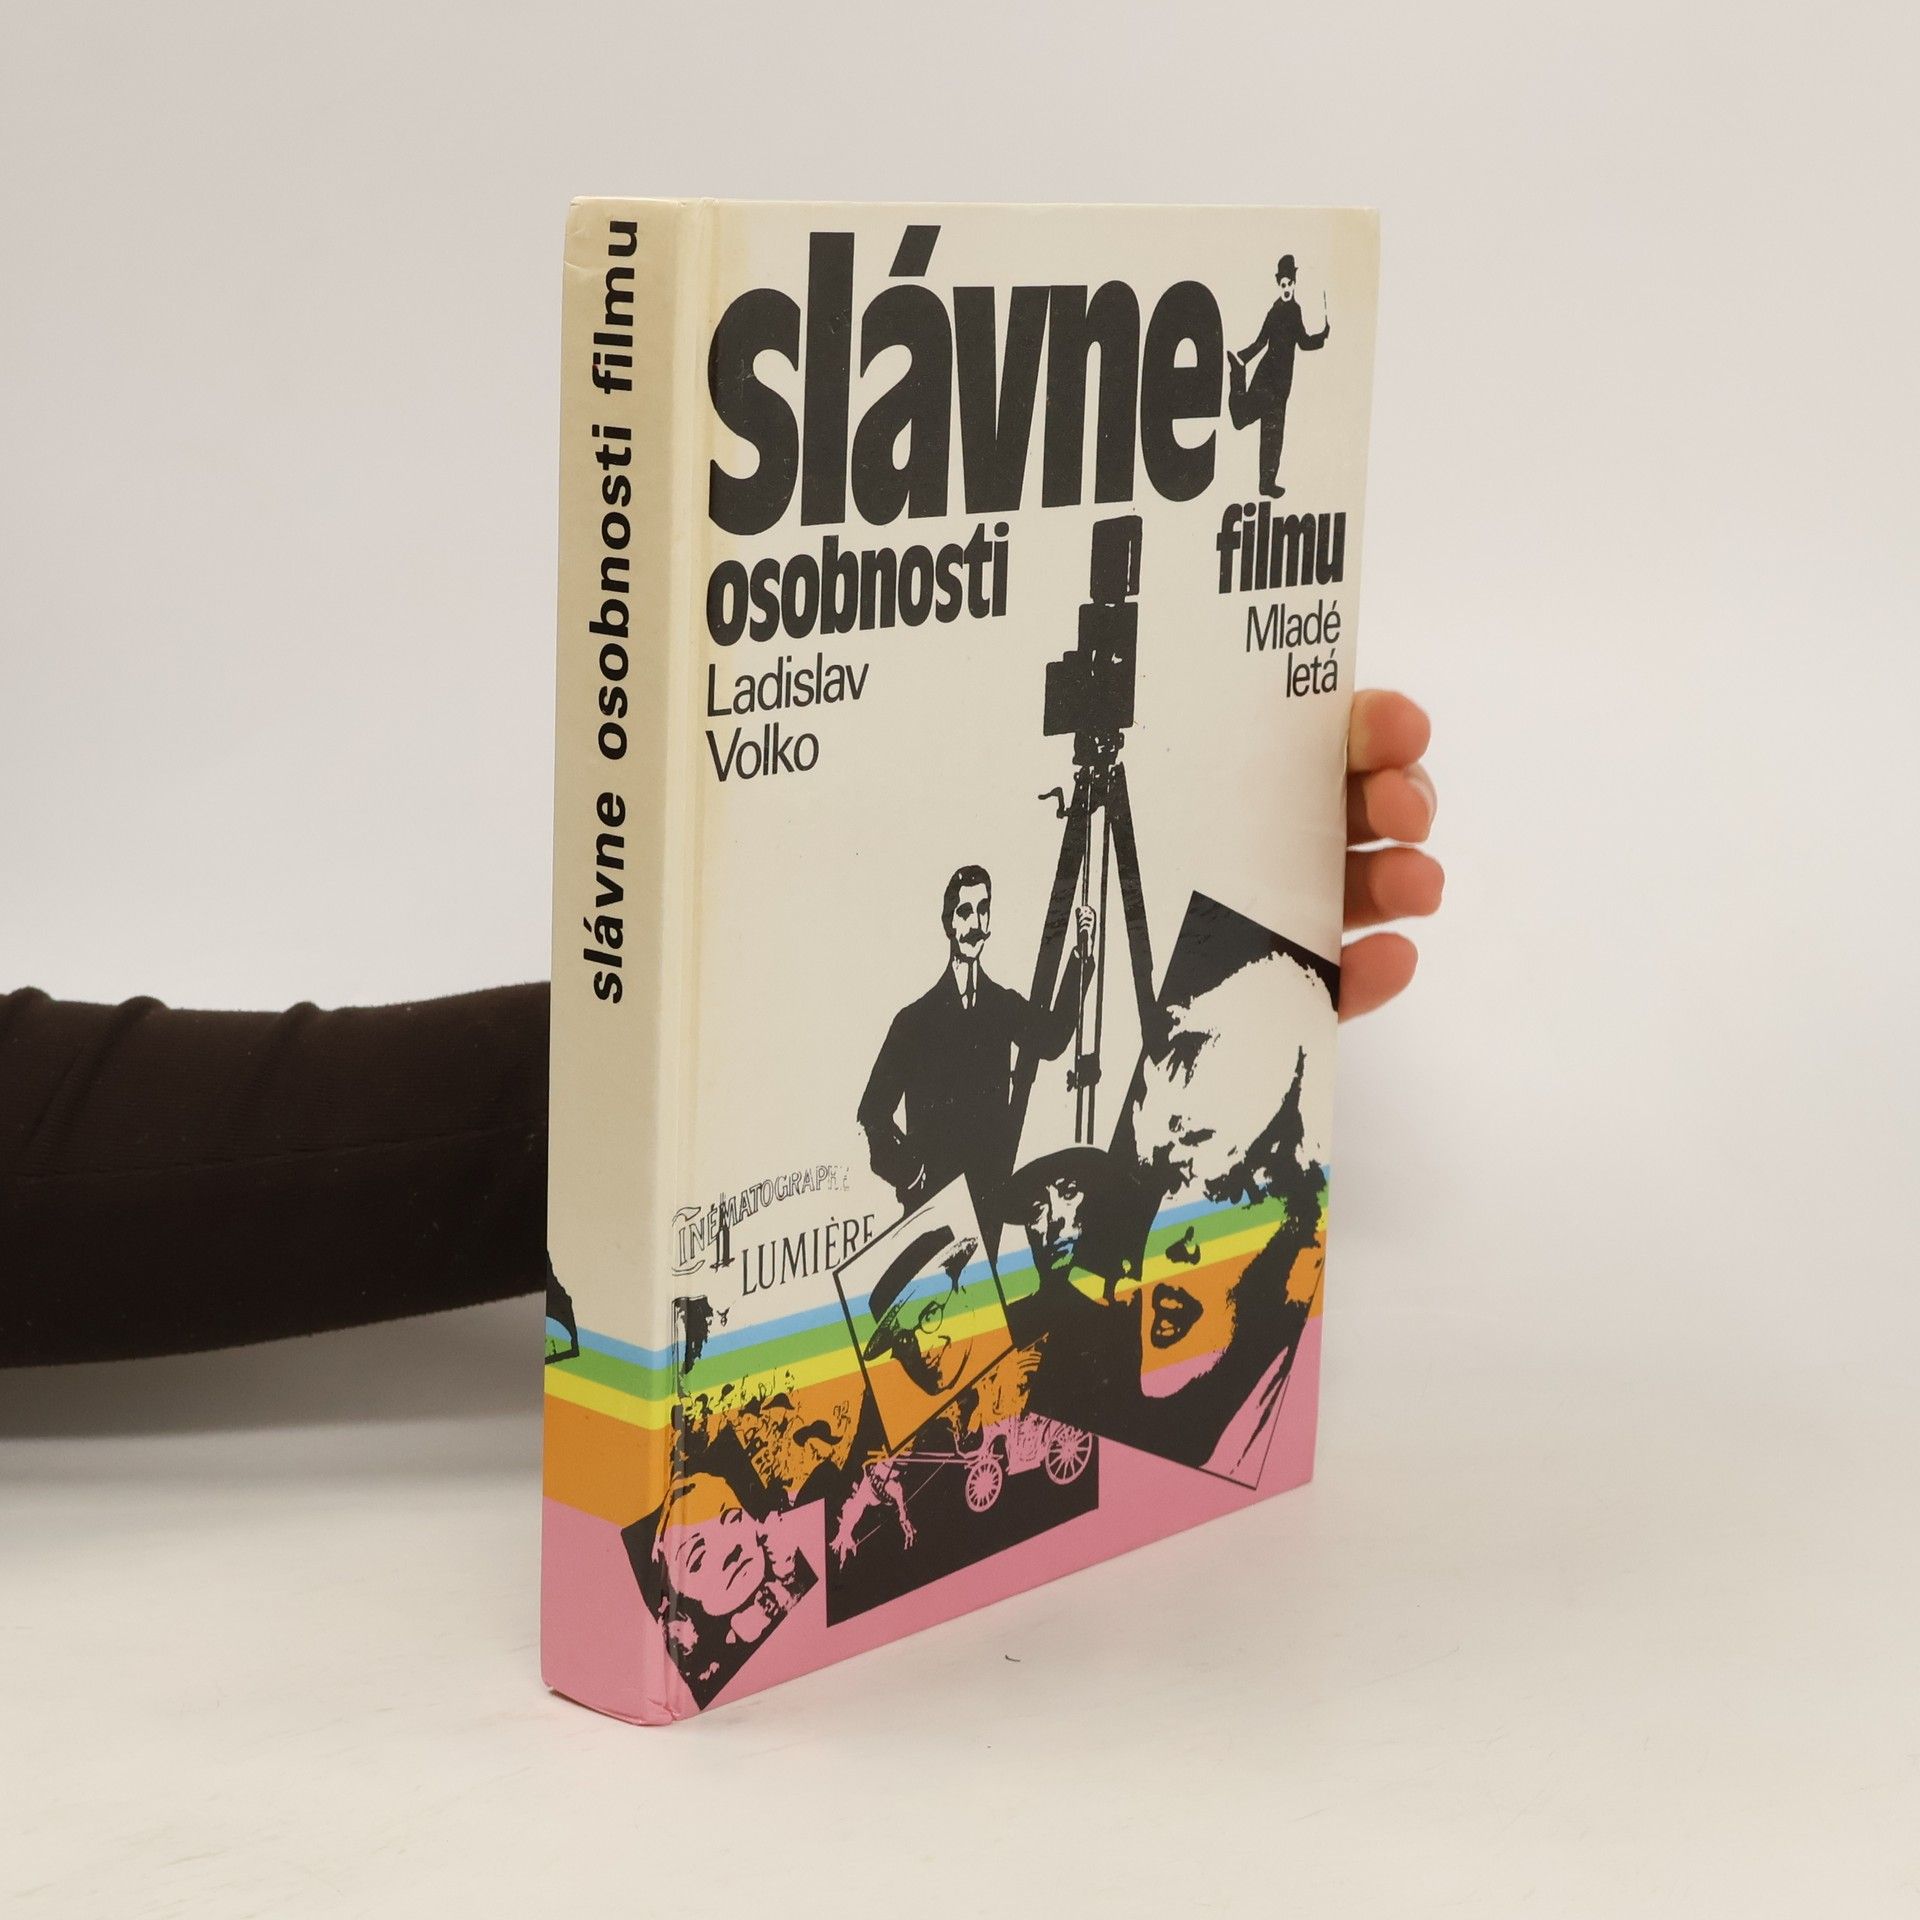 slávne osobnosti filmu
slávne
osobnosti
filmu
Ladislav
Volko
Mladé
letá
CINÉMATOGRAPHE
LUMIÈRE